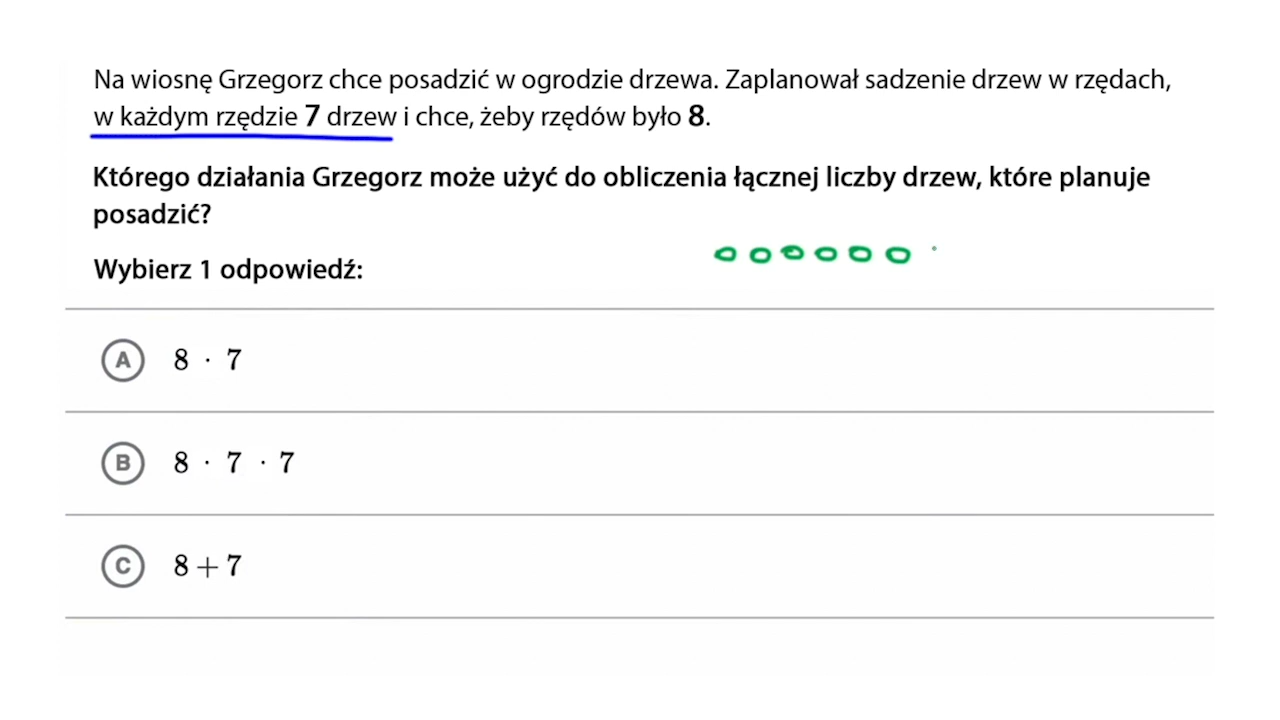 Na wiosnę Grzegorz chce posadzić w ogrodzie drzewa. Zaplanował sadzenie drzew w rzędach,
w każdym rzędzie 7 drzew i chce, żeby rzędów było 8.
Którego działania Grzegorz może użyć do obliczenia łącznej liczby drzew, które planuje
posadzić?
Wybierz 1 odpowiedź:
A 8 · 7
B 8 · 7 · 7
C 8 + 7